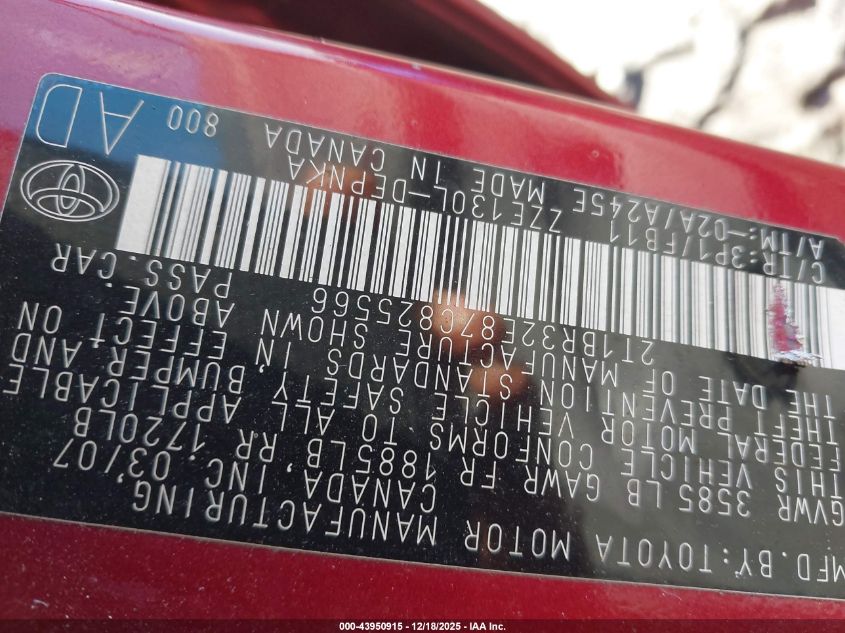 MFD.BY:TOYOTA MOTOR MANUFACTURING
CANADA, INC. 03/07
GVWR 3585 LB GAWR FR 1885LB RR 1720LB
THIS VEHICLE CONFORMS TO ALL APPLICABLE
FEDERAL MOTOR VEHICLE SAFETY, BUMPER AND
THEFT PREVENTION STANDARDS IN EFFECT ON
THE DATE OF MANUFACTURE SHOWN ABOVE.
2T1BR32E87C825566 PASS.CAR
C/TR:3P1/FB11 ZZE130L-DEPNKA
A/TM:-02A/A245E MADE IN CANADA 800
AD
000-43950915 - 12/18/2025 - IAA Inc.